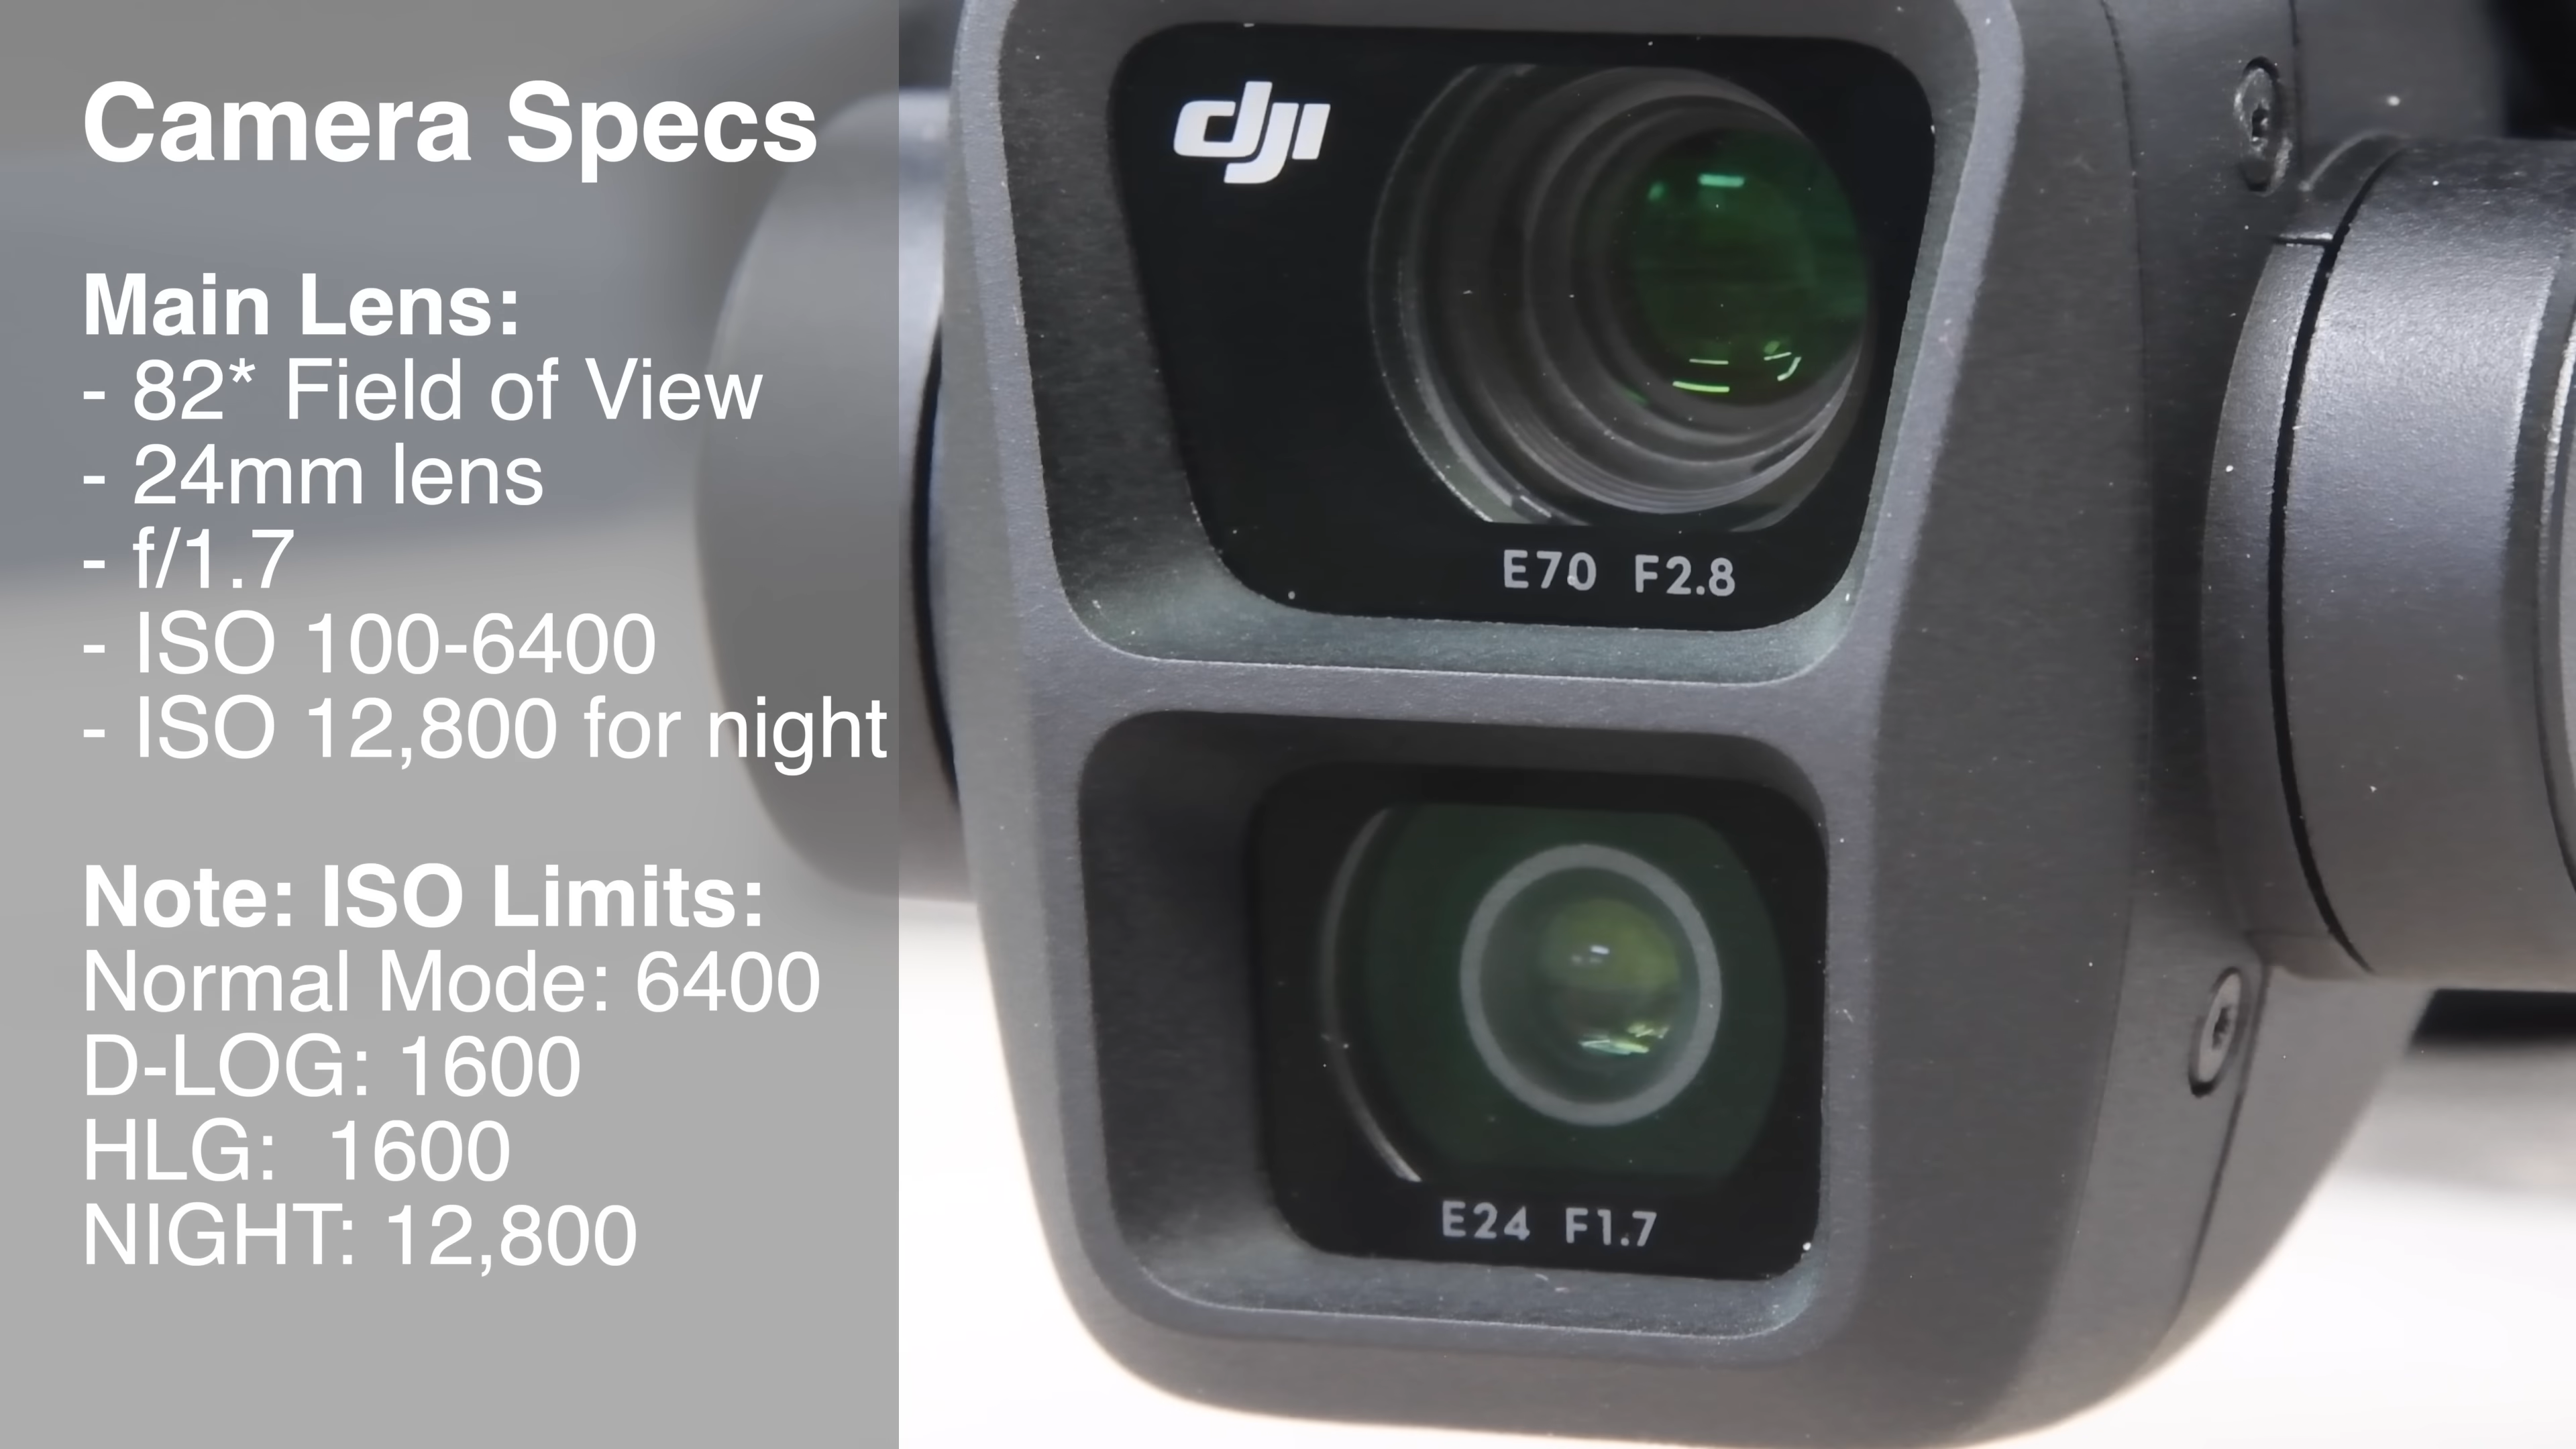 Camera Specs
Main Lens:
- 82* Field of View
- 24mm lens
- f/1.7
- ISO 100-6400
- ISO 12,800 for night
Note: ISO Limits:
Normal Mode: 6400
D-LOG: 1600
HLG:  1600
NIGHT: 12,800
dji
E70 F2.8
E24 F1.7